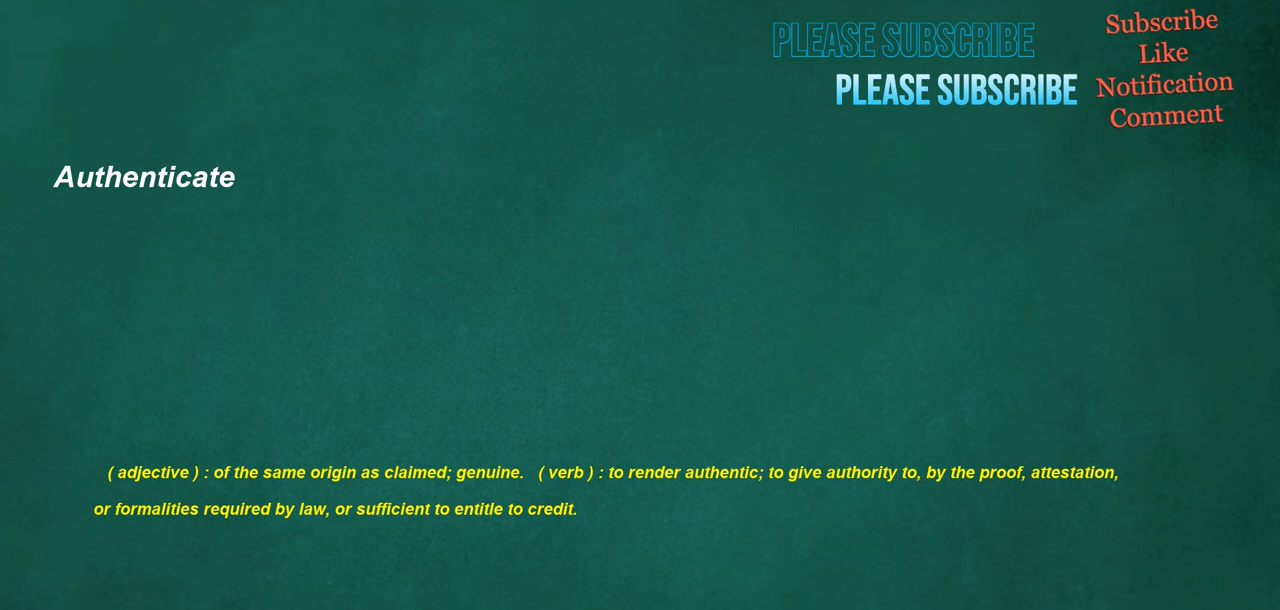 PLEASE SUBSCRIBE
PLEASE SUBSCRIBE
Subscribe
Like
Notification
Comment
Authenticate
( adjective ) : of the same origin as claimed; genuine. ( verb ) : to render authentic; to give authority to, by the proof, attestation,
or formalities required by law, or sufficient to entitle to credit.